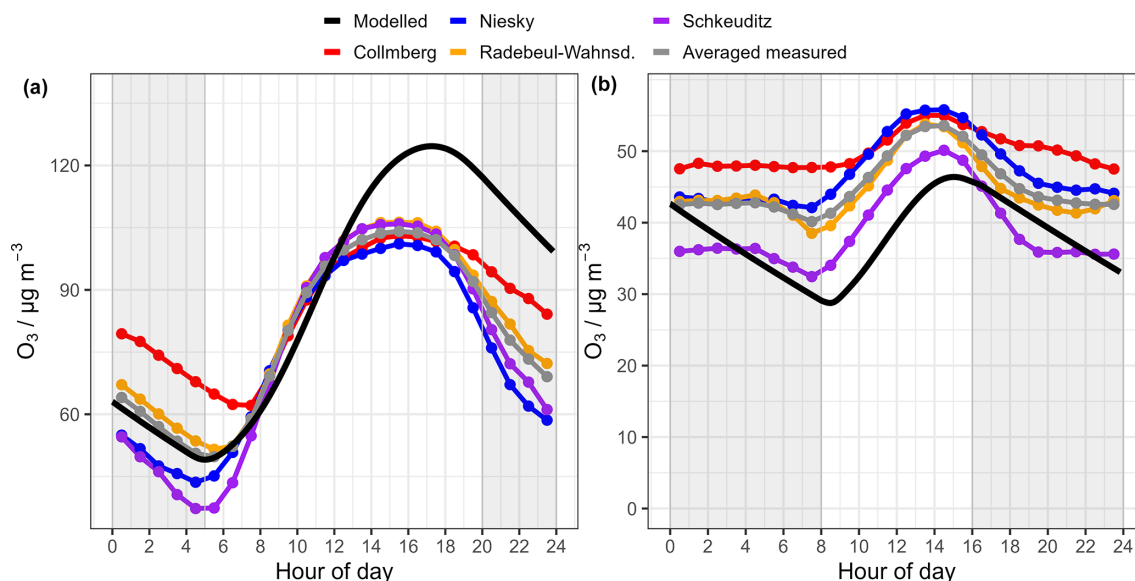 Modelled Niesky Schkeuditz
Collmberg Radebeul-Wahnsd. Averaged measured
(a)
O₃ / µg m⁻³
120
90
60
0 2 4 6 8 10 12 14 16 18 20 22 24
Hour of day
(b)
O₃ / µg m⁻³
50
40
30
20
10
0
0 2 4 6 8 10 12 14 16 18 20 22 24
Hour of day